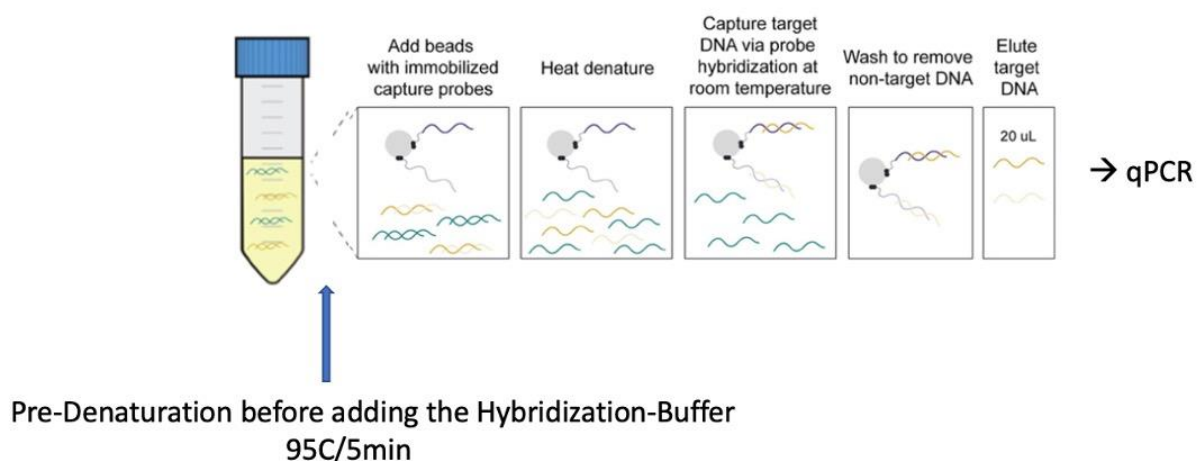 Add beads
with immobilized
capture probes
Heat denature
Capture target
DNA via probe
hybridization at
room temperature
Wash to remove
non-target DNA
Elute
target
DNA
20 uL
→ qPCR
Pre-Denaturation before adding the Hybridization-Buffer
95C/5min